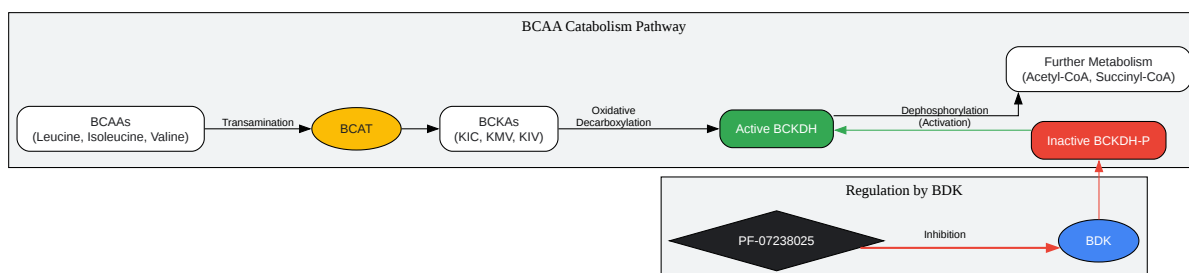 BCAA Catabolism Pathway
Further Metabolism
(Acetyl-CoA, Succinyl-CoA)
BCAAs
(Leucine, Isoleucine, Valine)
Transamination
BCAT
BCKAs
(KIC, KMV, KIV)
Oxidative
Decarboxylation
Active BCKDH
Dephosphorylation
(Activation)
Inactive BCKDH-P
Regulation by BDK
PF-07238025
Inhibition
BDK